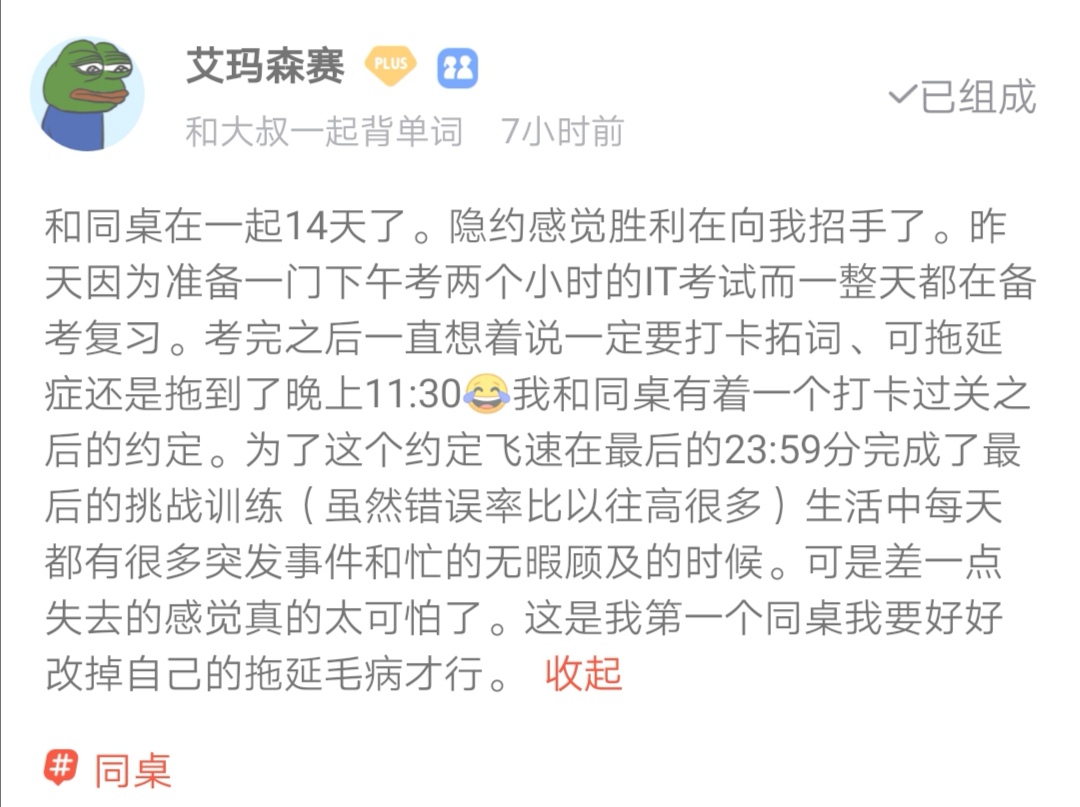 艾玛森赛 PLUS
已组成
和大叔一起背单词 7小时前
和同桌在一起14天了。隐约感觉胜利在向我招手了。昨
天因为准备一门下午考两个小时的IT考试而一整天都在备
考复习。考完之后一直想着说一定要打卡拓词、可拖延
症还是拖到了晚上11:30😂我和同桌有着一个打卡过关之
后的约定。为了这个约定飞速在最后的23:59分完成了最
后的挑战训练（虽然错误率比以往高很多）生活中每天
都有很多突发事件和忙的无暇顾及的时候。可是差一点
失去的感觉真的太可怕了。这是我第一个同桌我要好好
改掉自己的拖延毛病才行。 收起
# 同桌